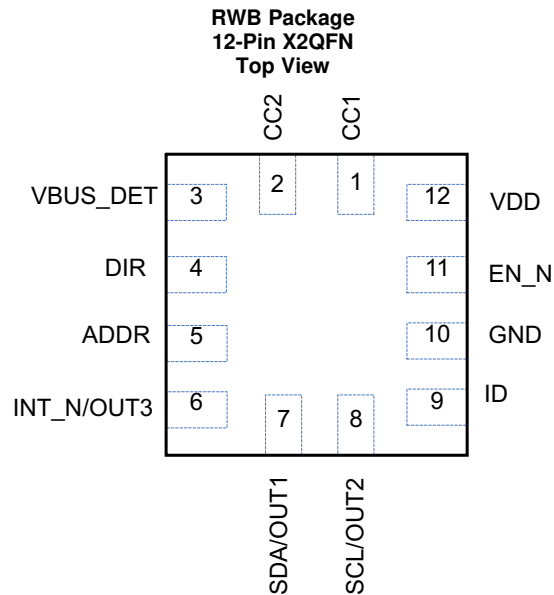 RWB Package
12-Pin X2QFN
Top View
CC2
CC1
2
1
VBUS_DET
3
12
VDD
DIR
4
11
EN_N
ADDR
5
10
GND
INT_N/OUT3
6
9
ID
7
8
SDA/OUT1
SCL/OUT2